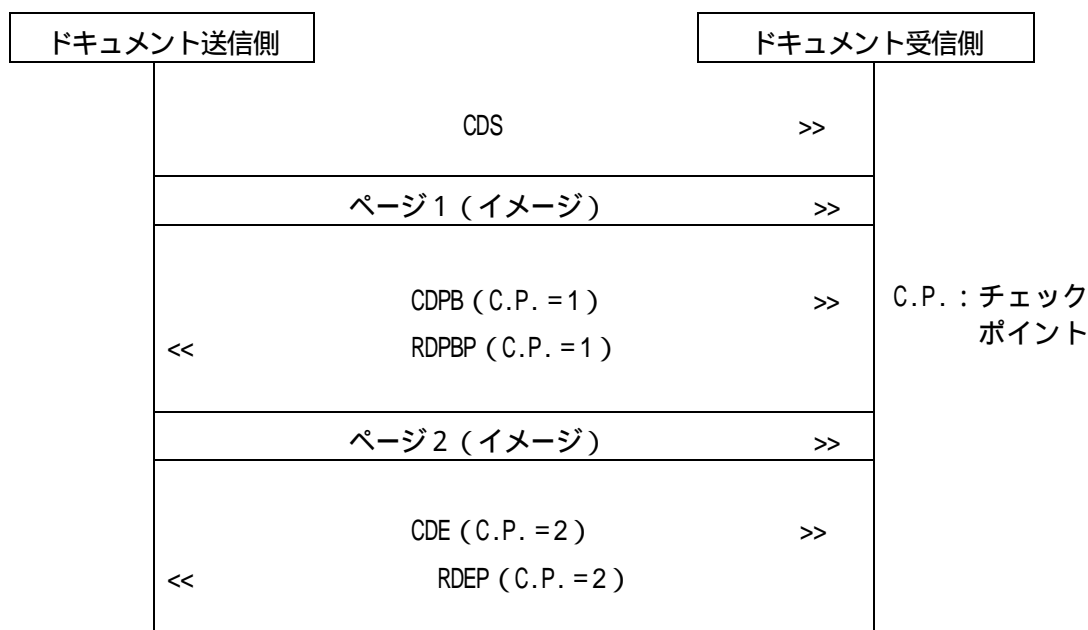 ドキュメント送信側 ドキュメント受信側
CDS >>
ページ1(イメージ) >>
CDPB(C.P.=1) >> C.P.:チェック
ポイント
<< RDPBP(C.P.=1)
ページ2(イメージ) >>
CDE(C.P.=2) >>
<< RDEP(C.P.=2)